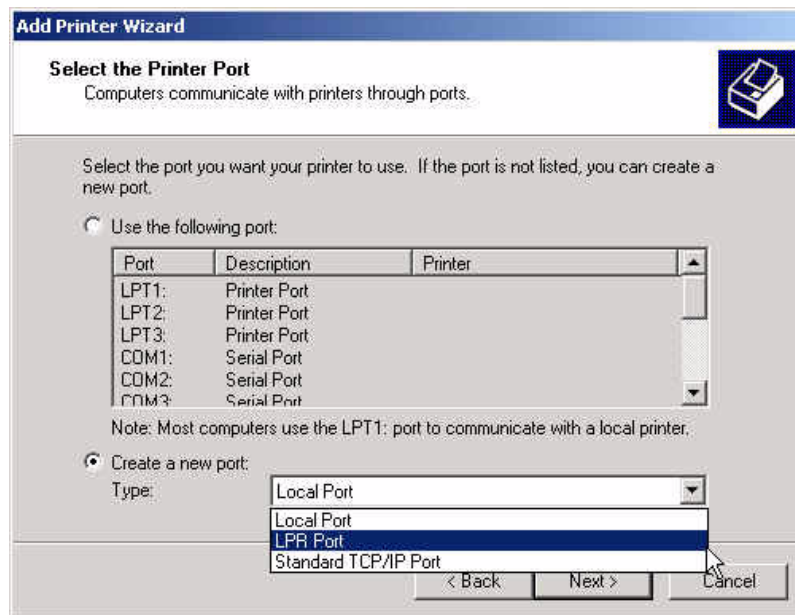 Add Printer Wizard
Select the Printer Port
Computers communicate with printers through ports.
Select the port you want your printer to use. If the port is not listed, you can create a
new port.
Use the following port:
Port Description Printer
LPT1: Printer Port
LPT2: Printer Port
LPT3: Printer Port
COM1: Serial Port
COM2: Serial Port
COM3: Serial Port
Note: Most computers use the LPT1: port to communicate with a local printer.
Create a new port:
Type: Local Port
Local Port
LPR Port
Standard TCP/IP Port
< Back Next > Cancel